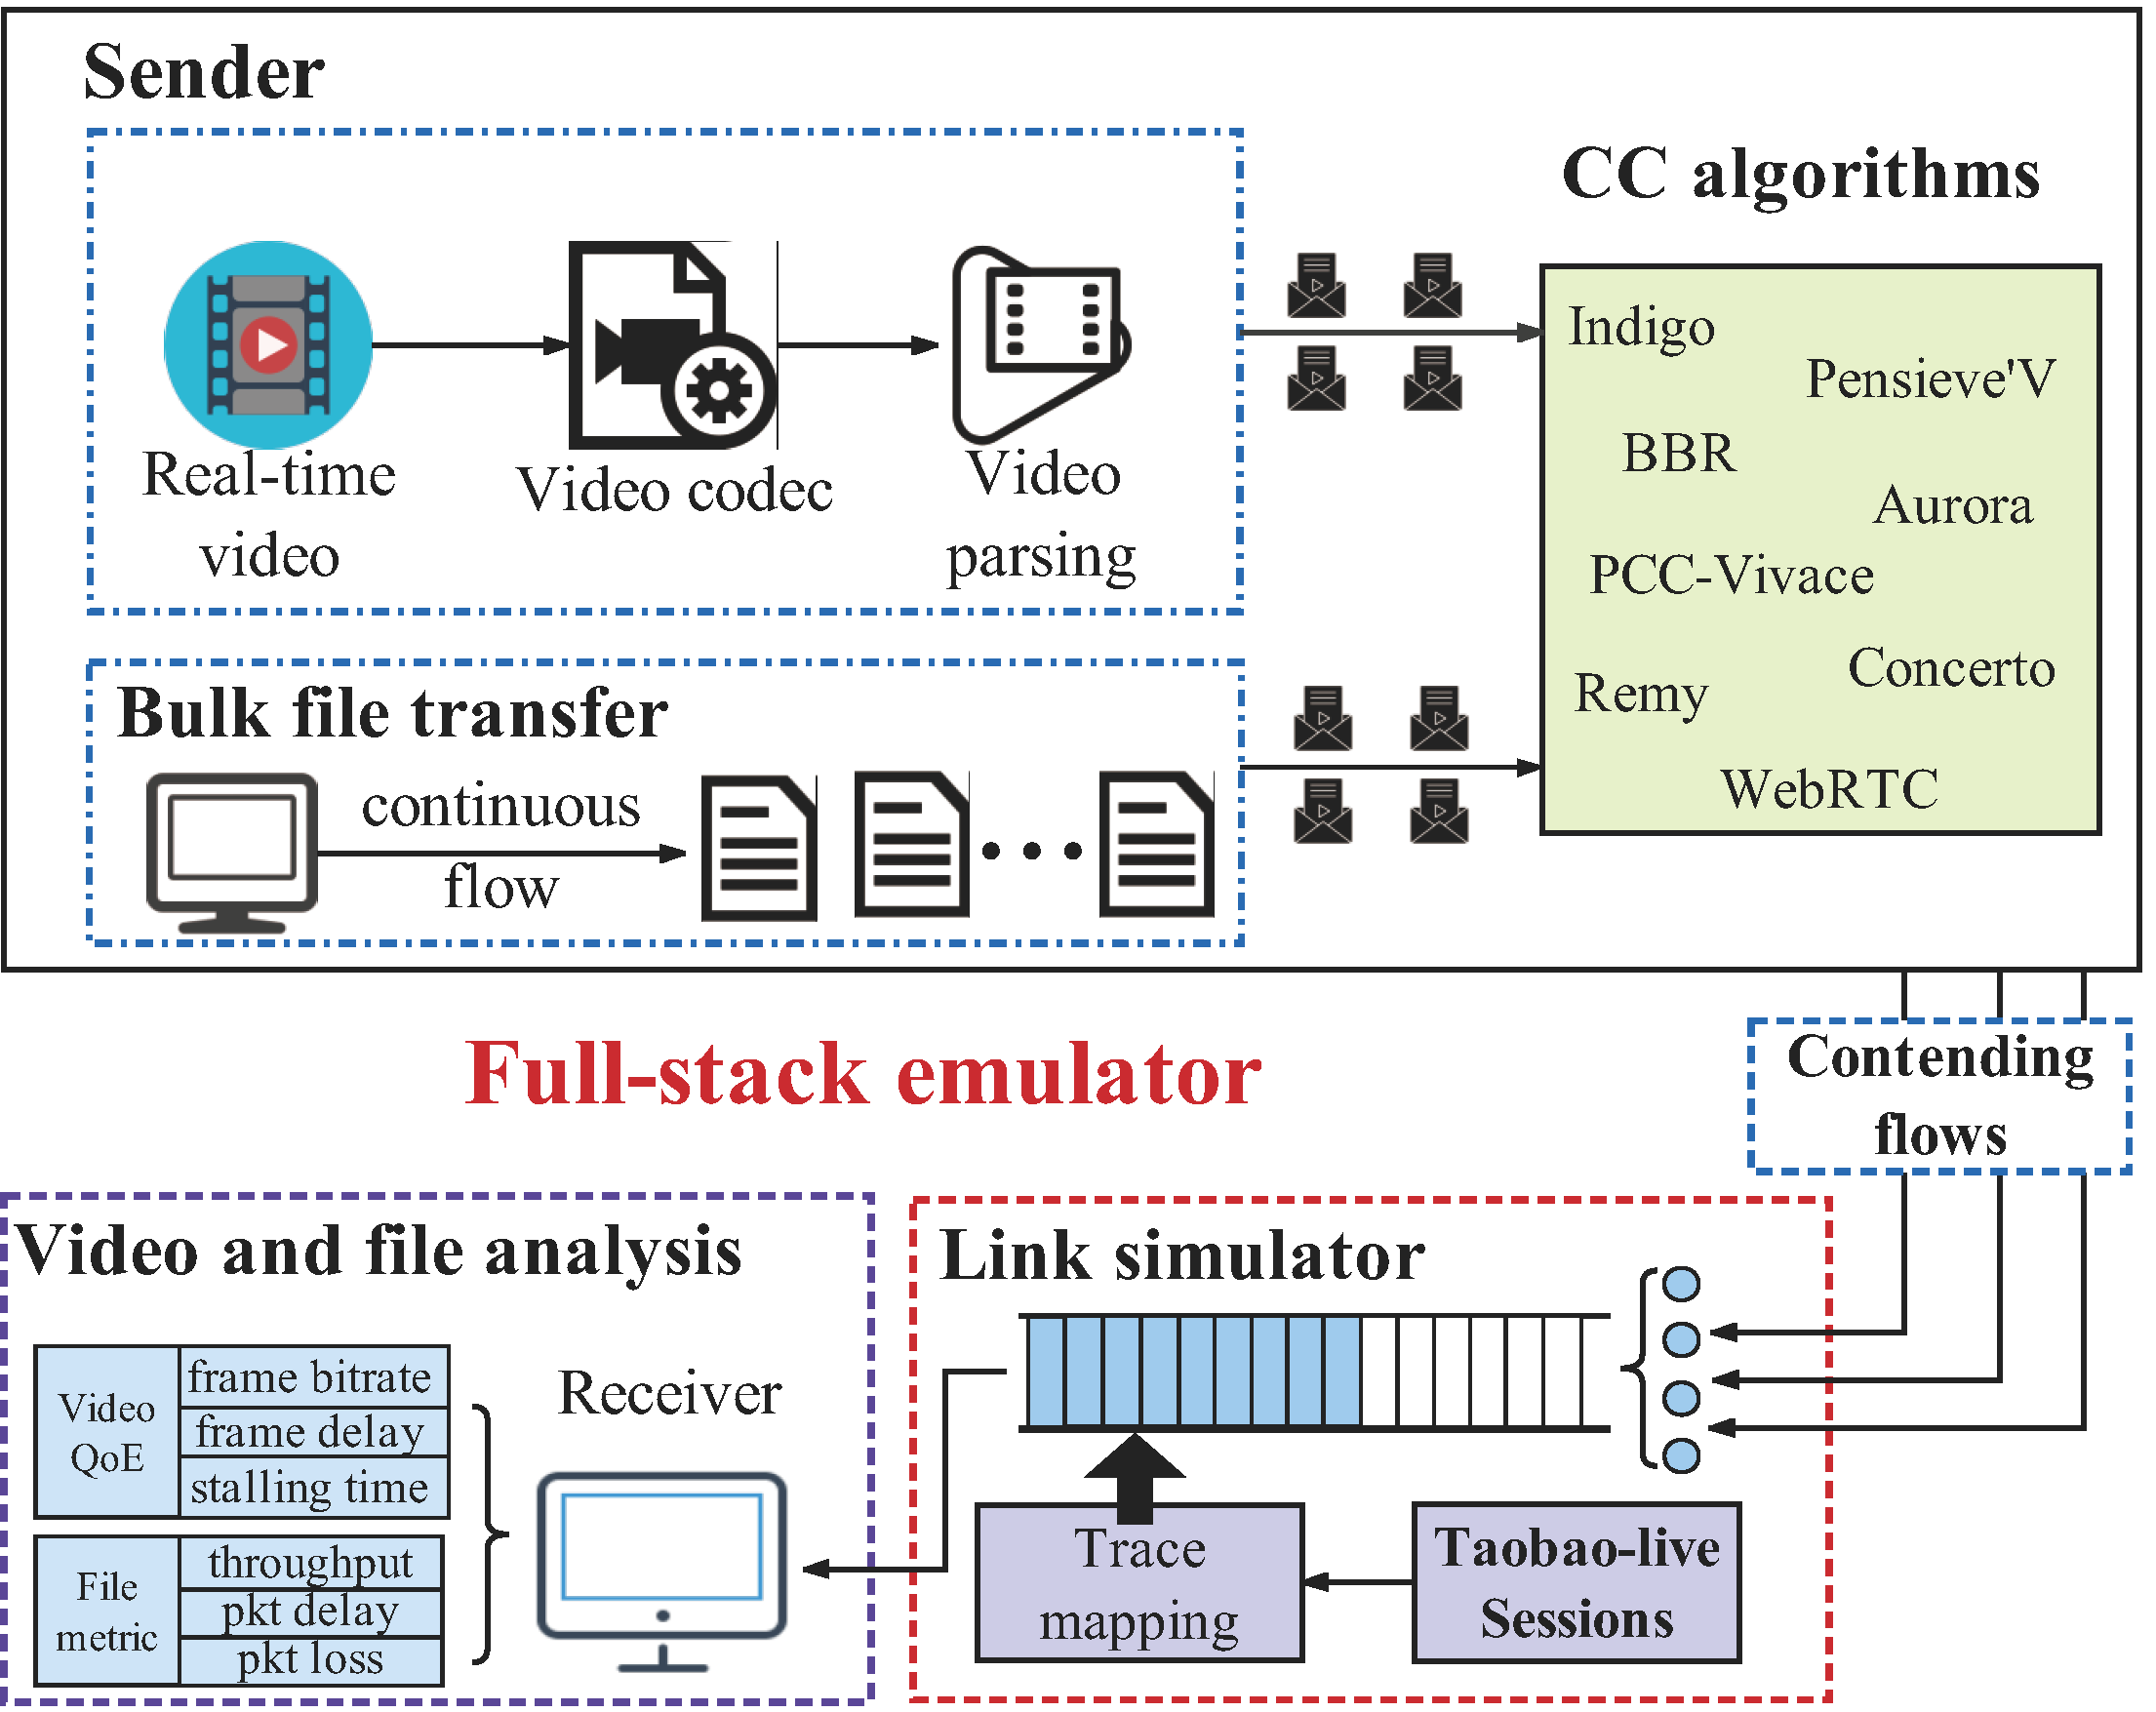 Sender
CC algorithms
Real-time
video
Video codec
Video
parsing
Indigo
Pensieve'V
BBR
Aurora
PCC-Vivace
Concerto
Remy
WebRTC
Bulk file transfer
continuous
flow
Full-stack emulator
Contending
flows
Video and file analysis
Video
QoE
frame bitrate
frame delay
stalling time
File
metric
throughput
pkt delay
pkt loss
Receiver
Link simulator
Trace
mapping
Taobao-live
Sessions